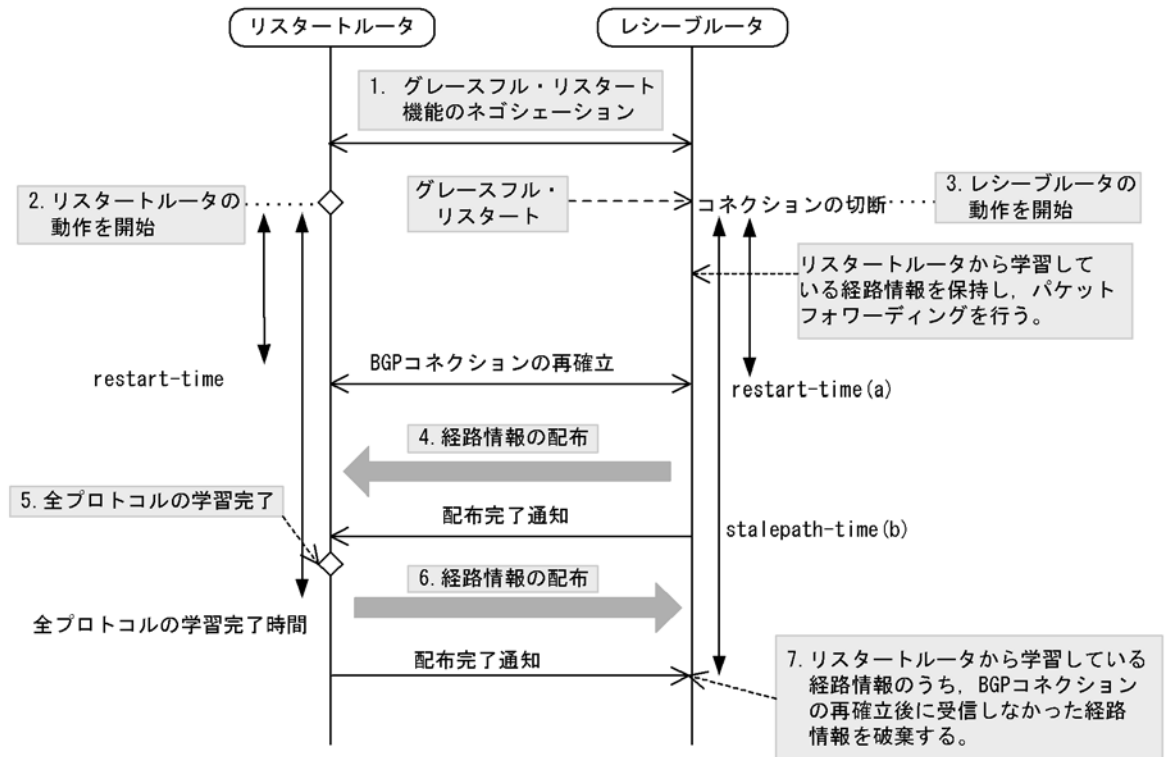 リスタートルータ
レシーブルータ
1. グレースフル・リスタート
機能のネゴシェーション
2. リスタートルータの
動作を開始
グレースフル・
リスタート
コネクションの切断
3. レシーブルータの
動作を開始
リスタートルータから学習して
いる経路情報を保持し，パケット
フォワーディングを行う。
restart-time
BGPコネクションの再確立
restart-time(a)
4. 経路情報の配布
5. 全プロトコルの学習完了
配布完了通知
stalepath-time(b)
6. 経路情報の配布
全プロトコルの学習完了時間
配布完了通知
7. リスタートルータから学習している
経路情報のうち，BGPコネクション
の再確立後に受信しなかった経路
情報を破棄する。